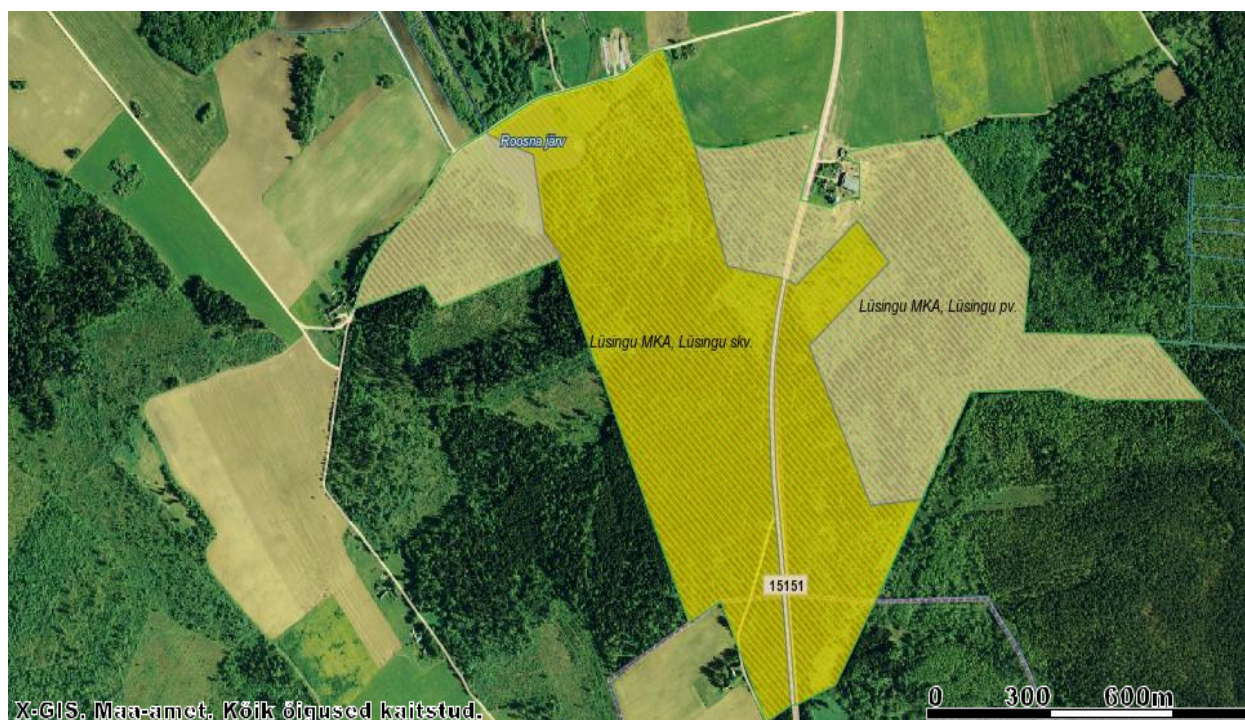 Roosna järv
Lüsingu MKA, Lüsingu pv.
Lüsingu MKA, Lüsingu skv.
15151
0 300 600m
X-GIS. Maa-amet. Kõik õigused kaitstud.